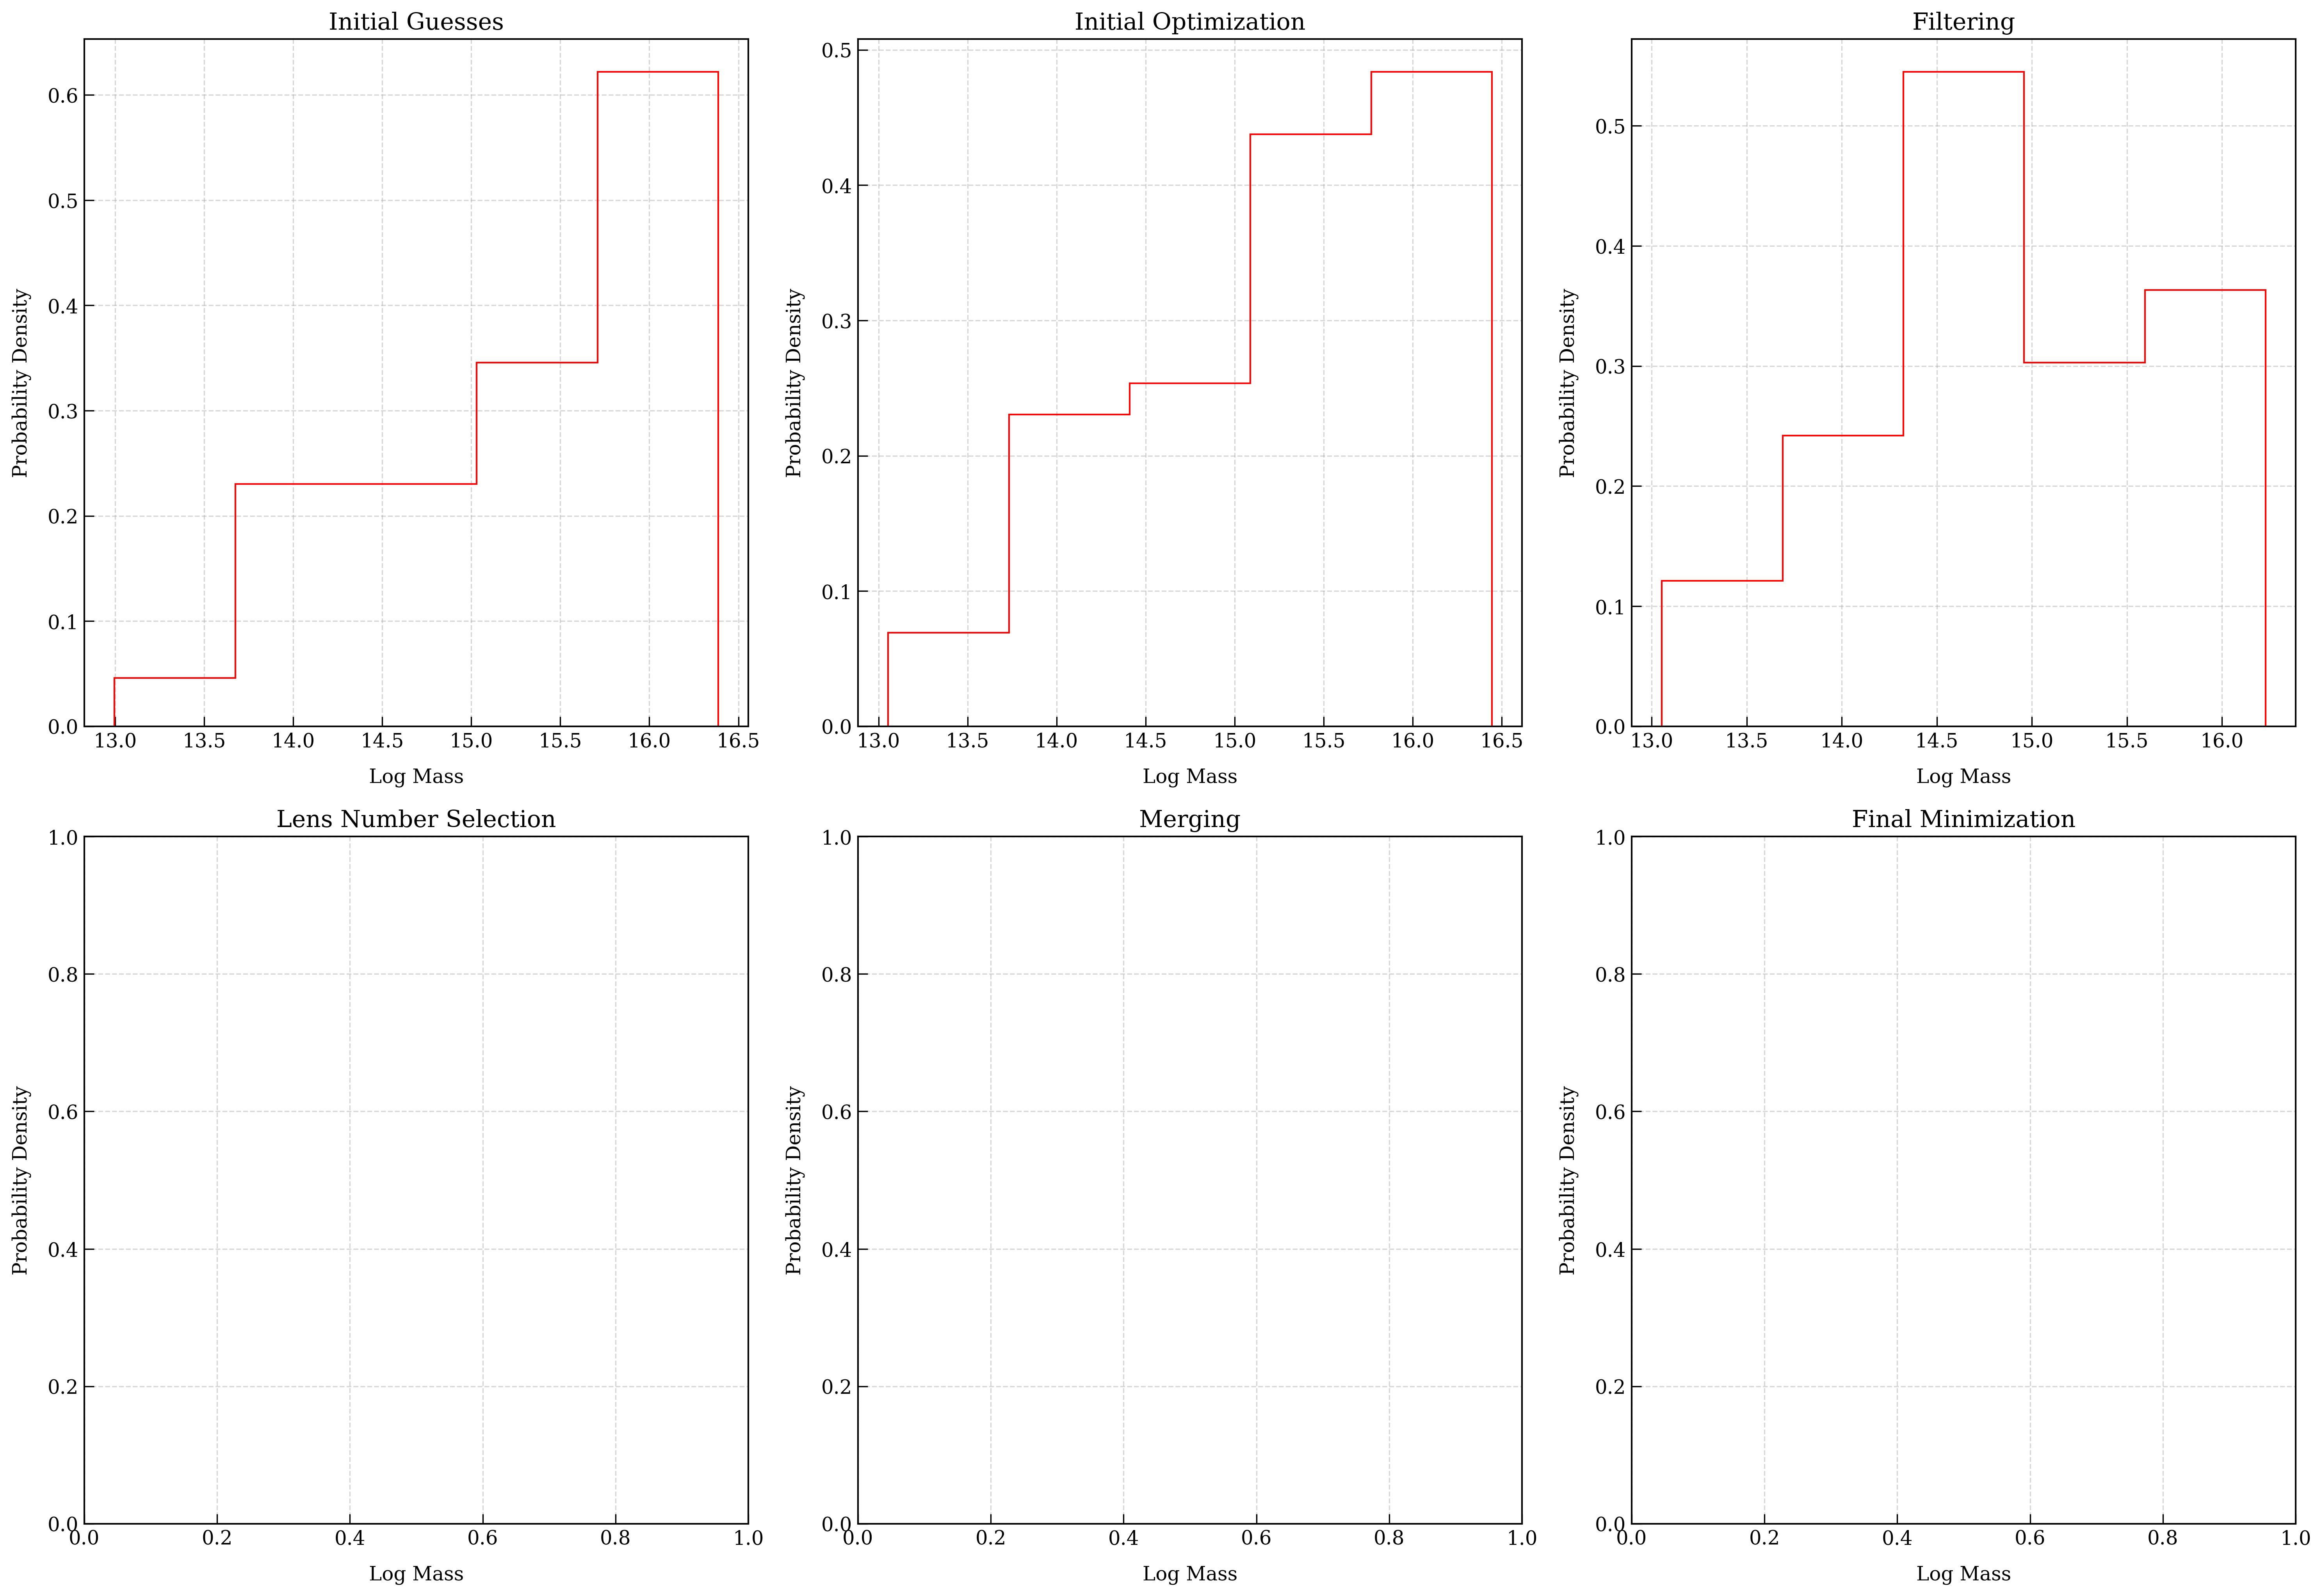 Initial Guesses
Probability Density
0.6
0.5
0.4
0.3
0.2
0.1
0.0
13.0 13.5 14.0 14.5 15.0 15.5 16.0 16.5
Log Mass
Initial Optimization
Probability Density
0.5
0.4
0.3
0.2
0.1
0.0
13.0 13.5 14.0 14.5 15.0 15.5 16.0 16.5
Log Mass
Filtering
Probability Density
0.5
0.4
0.3
0.2
0.1
0.0
13.0 13.5 14.0 14.5 15.0 15.5 16.0
Log Mass
Lens Number Selection
Probability Density
1.0
0.8
0.6
0.4
0.2
0.0
0.0 0.2 0.4 0.6 0.8 1.0
Log Mass
Merging
Probability Density
1.0
0.8
0.6
0.4
0.2
0.0
0.0 0.2 0.4 0.6 0.8 1.0
Log Mass
Final Minimization
Probability Density
1.0
0.8
0.6
0.4
0.2
0.0
0.0 0.2 0.4 0.6 0.8 1.0
Log Mass